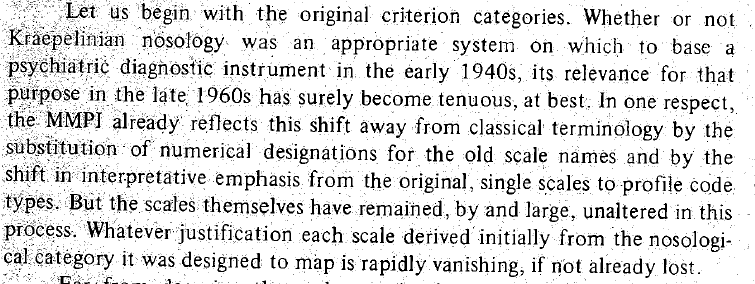 Let us begin with the original criterion categories. Whether or not
Kraepelinian nosology was an appropriate system on which to base a
psychiatric diagnostic instrument in the early 1940s, its relevance for that
purpose in the late 1960s has surely become tenuous, at best. In one respect,
the MMPI already reflects this shift away from classical terminology by the
substitution of numerical designations for the old scale names and by the
shift in interpretative emphasis from the original, single scales to profile code
types. But the scales themselves have remained, by and large, unaltered in this
process. Whatever justification each scale derived initially from the nosologi-
cal category it was designed to map is rapidly vanishing, if not already lost.